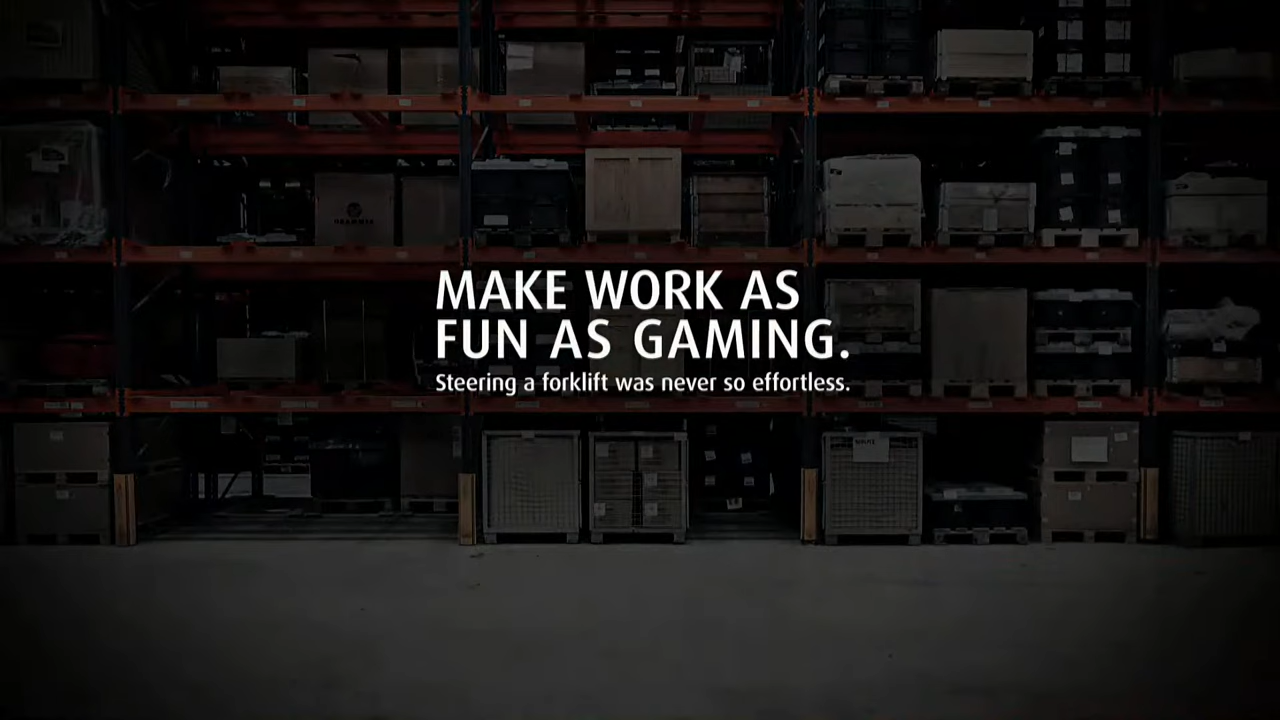 MAKE WORK AS
FUN AS GAMING.
Steering a forklift was never so effortless.